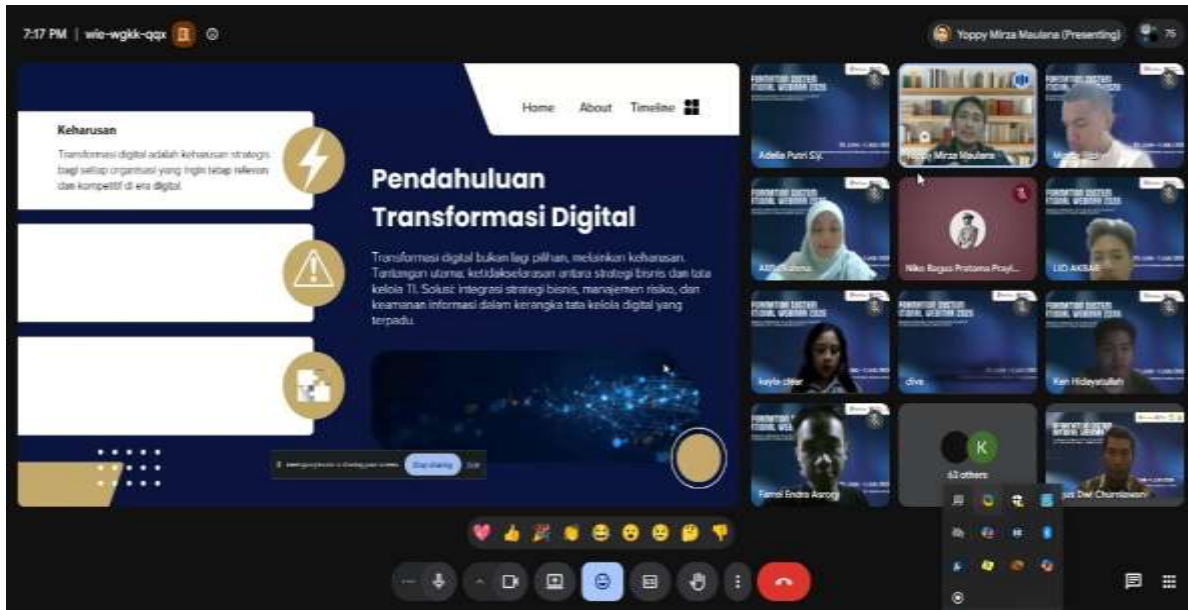 7:17 PM | wie-wgkk-qqx
Yoppy Mirza Maulana (Presenting)
75
Home About Timeline
Keharusan
Transformasi digital adalah keharusan strategis
bagi setiap organisasi yang ingin tetap relevan
dan kompetitif di era digital.
Pendahuluan
Transformasi Digital
Transformasi digital bukan lagi pilihan, melainkan keharusan.
Tantangan utama, ketidakselarasan antara strategi bisnis dan tata
kelola TI. Solusi: integrasi strategi bisnis, manajemen risiko, dan
keamanan informasi dalam kerangka tata kelola digital yang
terpadu.
Stop sharing
Adelia Putri S.y.
Yoppy Mirza Maulana
Niko Bagus Pratama Prayi...
LIO AKBAR
kayla clear
diva
Ken Hidayatullah
Farrel Endra Asrory
K
63 others